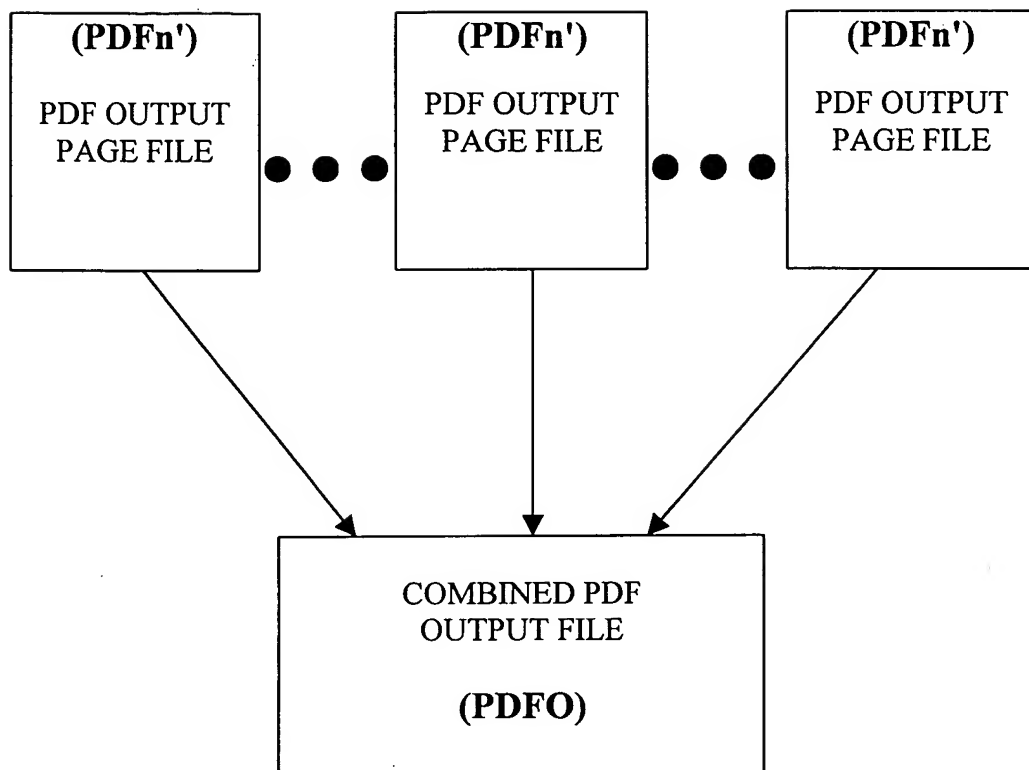 (PDFn')
PDF OUTPUT
PAGE FILE
(PDFn')
PDF OUTPUT
PAGE FILE
(PDFn')
PDF OUTPUT
PAGE FILE
COMBINED PDF
OUTPUT FILE
(PDFO)